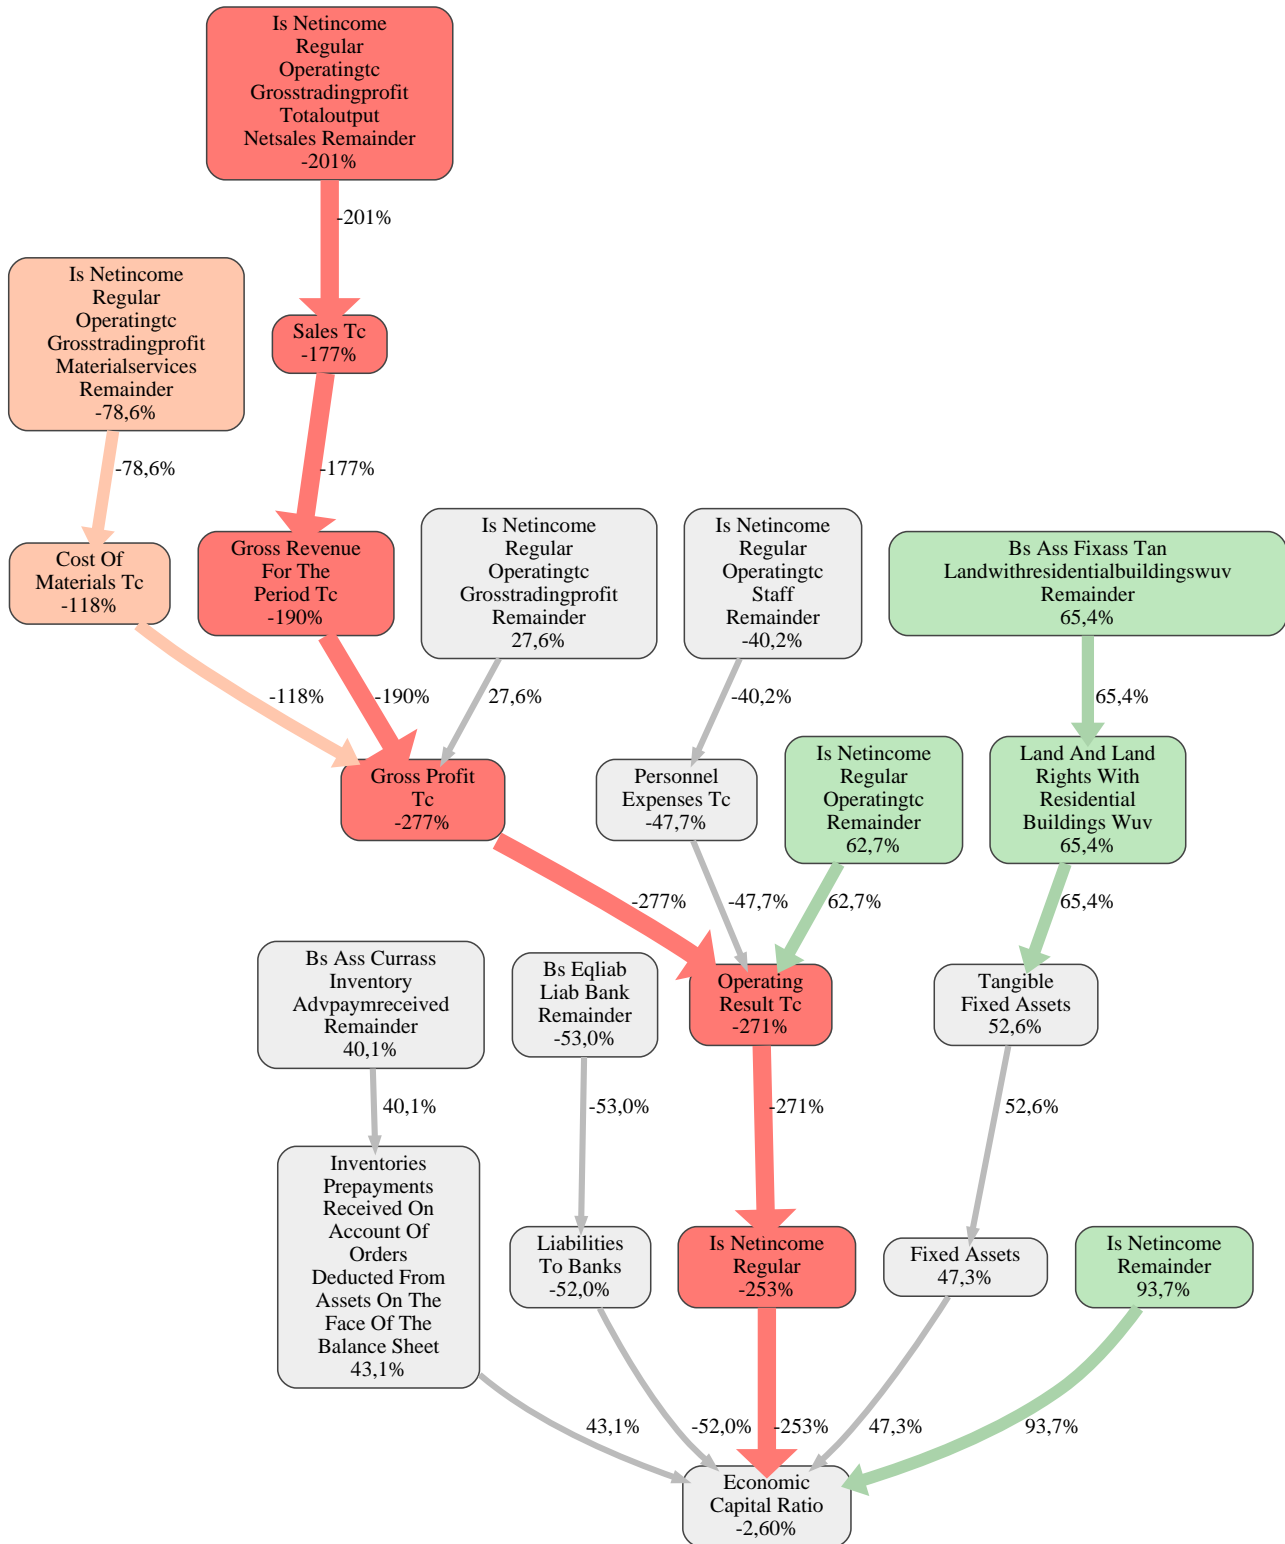 Is Netincome
Regular
Operatingtc
Grosstradingprofit
Totaloutput
Netsales Remainder
-201%
-201%
Is Netincome
Regular
Operatingtc
Grosstradingprofit
Materialservices
Remainder
-78,6%
Sales Tc
-177%
-78,6%
-177%
Cost Of
Materials Tc
-118%
Gross Revenue
For The
Period Tc
-190%
Is Netincome
Regular
Operatingtc
Grosstradingprofit
Remainder
27,6%
Is Netincome
Regular
Operatingtc
Staff
Remainder
-40,2%
Bs Ass Fixass Tan
Landwithresidentialbuildingswuv
Remainder
65,4%
-118%
-190%
27,6%
-40,2%
65,4%
Gross Profit
Tc
-277%
Personnel
Expenses Tc
-47,7%
Is Netincome
Regular
Operatingtc
Remainder
62,7%
Land And Land
Rights With
Residential
Buildings Wuv
65,4%
-277%
-47,7%
62,7%
65,4%
Bs Ass Currass
Inventory
Advpaymreceived
Remainder
40,1%
Bs Eqliab
Liab Bank
Remainder
-53,0%
Operating
Result Tc
-271%
Tangible
Fixed Assets
52,6%
40,1%
-53,0%
-271%
52,6%
Inventories
Prepayments
Received On
Account Of
Orders
Deducted From
Assets On The
Face Of The
Balance Sheet
43,1%
Liabilities
To Banks
-52,0%
Is Netincome
Regular
-253%
Fixed Assets
47,3%
Is Netincome
Remainder
93,7%
43,1%
-52,0%
-253%
47,3%
93,7%
Economic
Capital Ratio
-2,60%